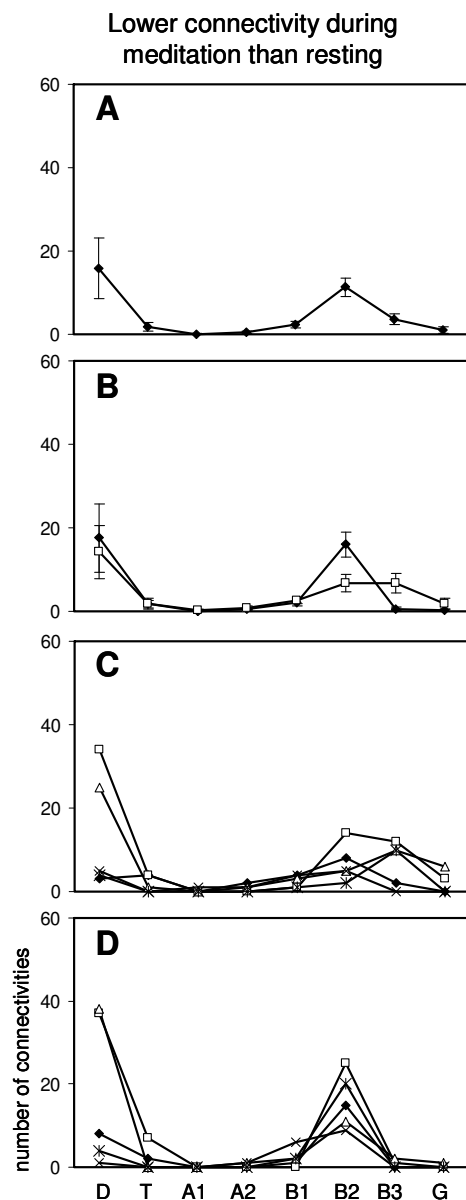 Lower connectivity during
meditation than resting
60
A
40
20
0
60
B
40
20
0
60
C
40
20
0
60
D
40
20
0
number of connectivities
D T A1 A2 B1 B2 B3 G